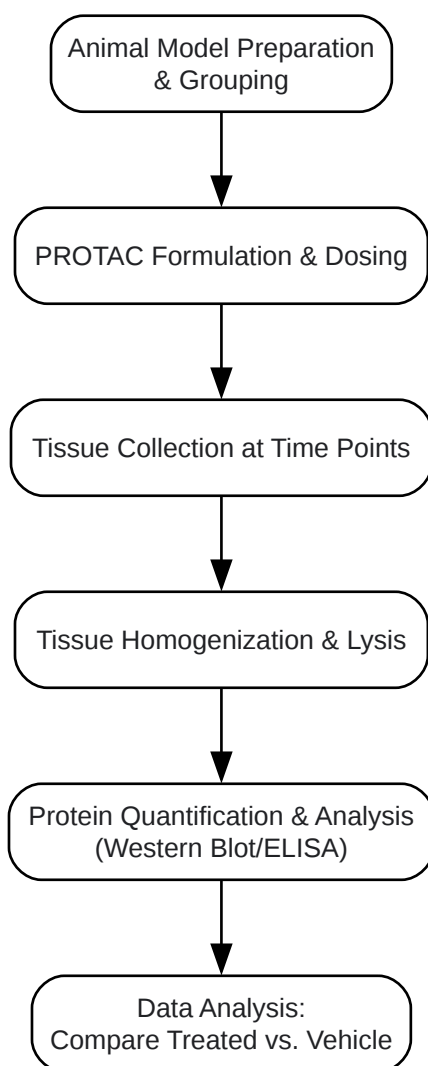 Animal Model Preparation
& Grouping
PROTAC Formulation & Dosing
Tissue Collection at Time Points
Tissue Homogenization & Lysis
Protein Quantification & Analysis
(Western Blot/ELISA)
Data Analysis:
Compare Treated vs. Vehicle